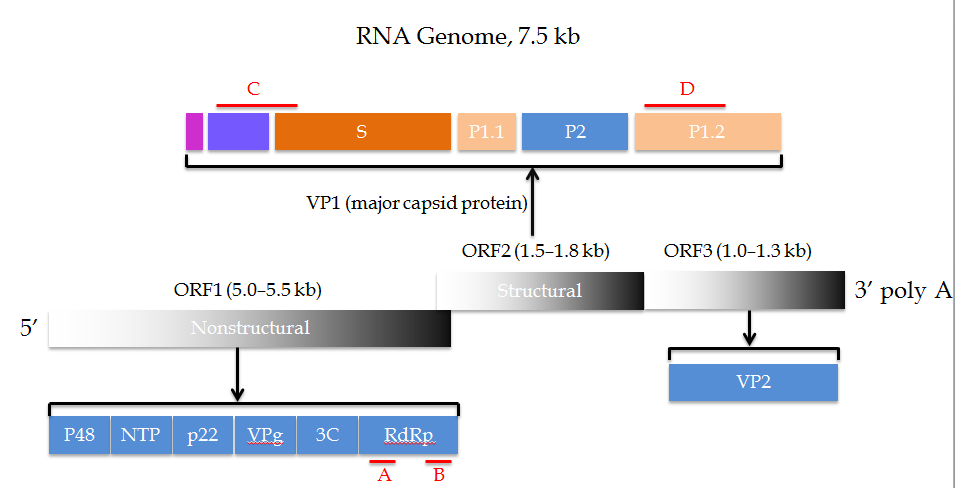 RNA Genome, 7.5 kb
C
D
S
P1.1
P2
P1.2
VP1 (major capsid protein)
ORF2 (1.5–1.8 kb)
ORF3 (1.0–1.3 kb)
ORF1 (5.0–5.5 kb)
Structural
3′ poly A
5′
Nonstructural
VP2
P48
NTP
p22
VPg
3C
RdRp
A
B